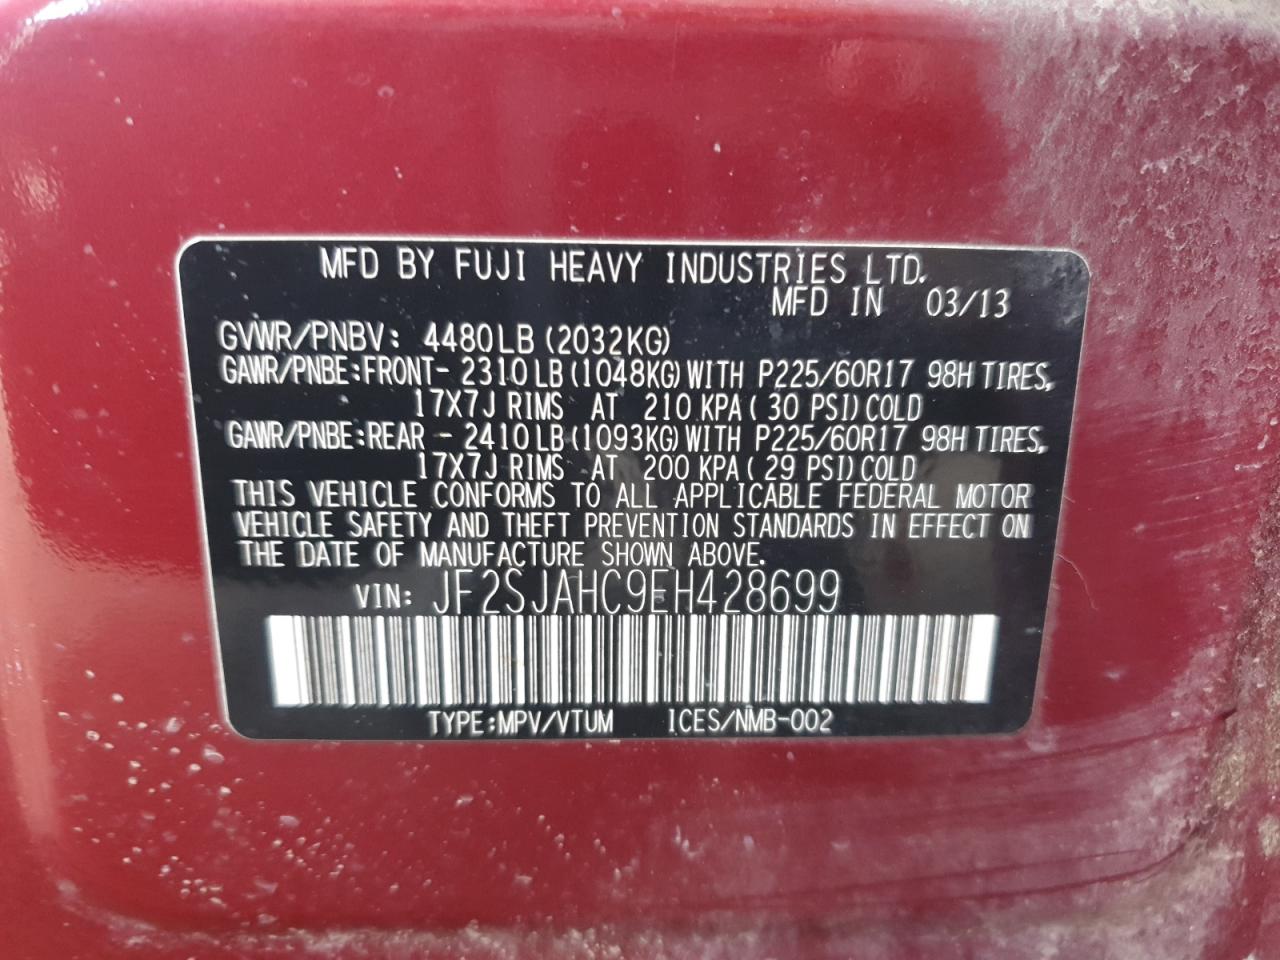 MFD BY FUJI HEAVY INDUSTRIES LTD.
MFD IN 03/13
GVWR/PNBV: 4480LB (2032KG)
GAWR/PNBE:FRONT- 2310LB (1048KG) WITH P225/60R17 98H TIRES,
17X7J RIMS AT 210 KPA ( 30 PSI) COLD
GAWR/PNBE:REAR - 2410LB (1093KG) WITH P225/60R17 98H TIRES,
17X7J RIMS AT 200 KPA ( 29 PSI) COLD
THIS VEHICLE CONFORMS TO ALL APPLICABLE FEDERAL MOTOR
VEHICLE SAFETY AND THEFT PREVENTION STANDARDS IN EFFECT ON
THE DATE OF MANUFACTURE SHOWN ABOVE.
VIN: JF2SJAHC9EH428699
TYPE:MPV/VTUM ICES/NMB-002